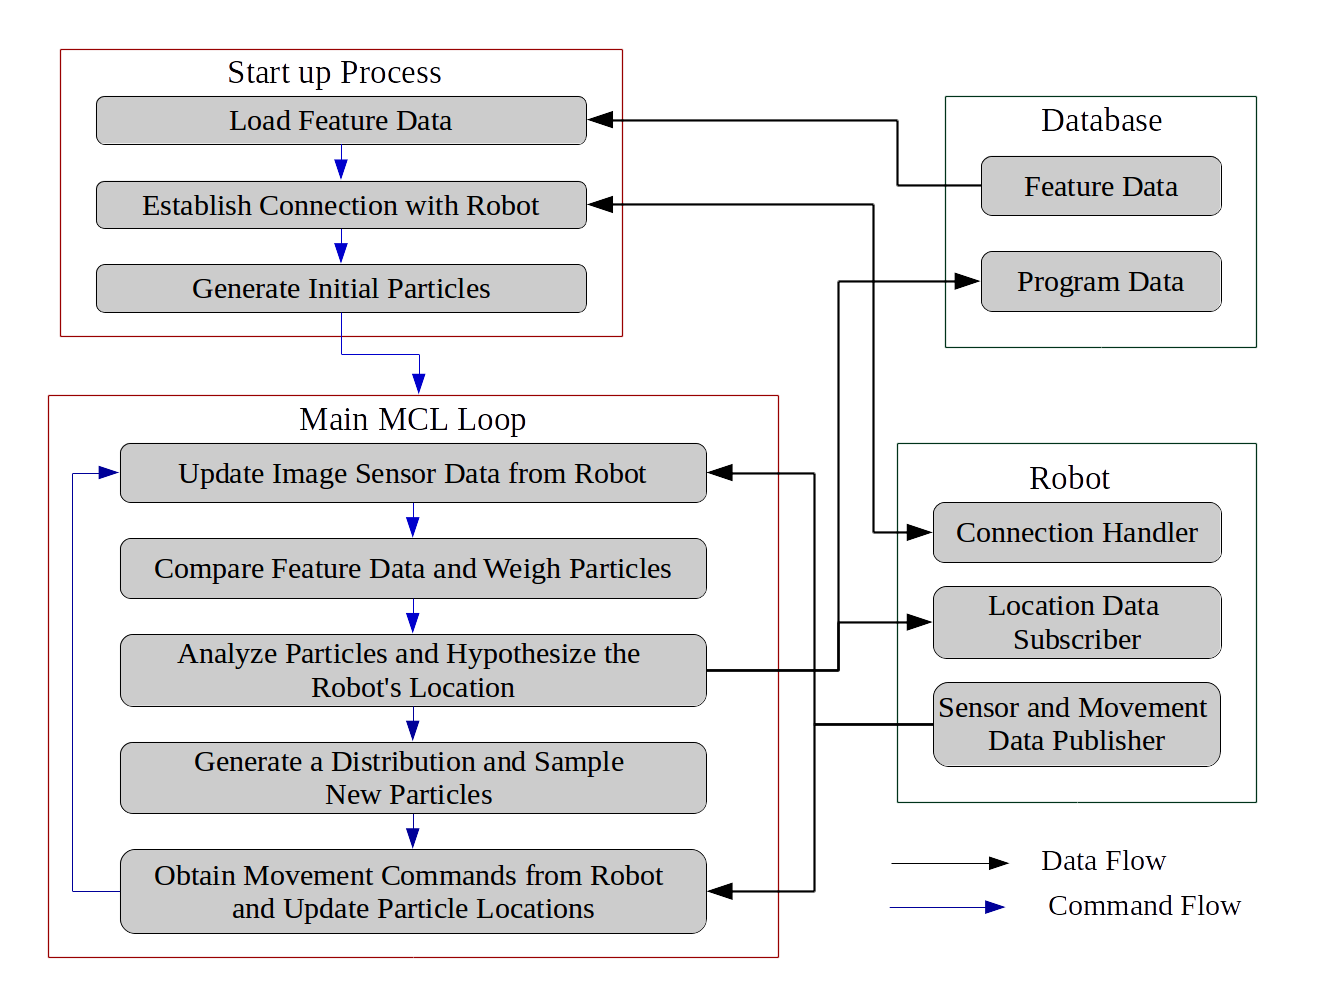 Start up Process
Load Feature Data
Establish Connection with Robot
Generate Initial Particles
Database
Feature Data
Program Data
Main MCL Loop
Update Image Sensor Data from Robot
Compare Feature Data and Weigh Particles
Analyze Particles and Hypothesize the
Robot's Location
Generate a Distribution and Sample
New Particles
Obtain Movement Commands from Robot
and Update Particle Locations
Robot
Connection Handler
Location Data
Subscriber
Sensor and Movement
Data Publisher
Data Flow
Command Flow